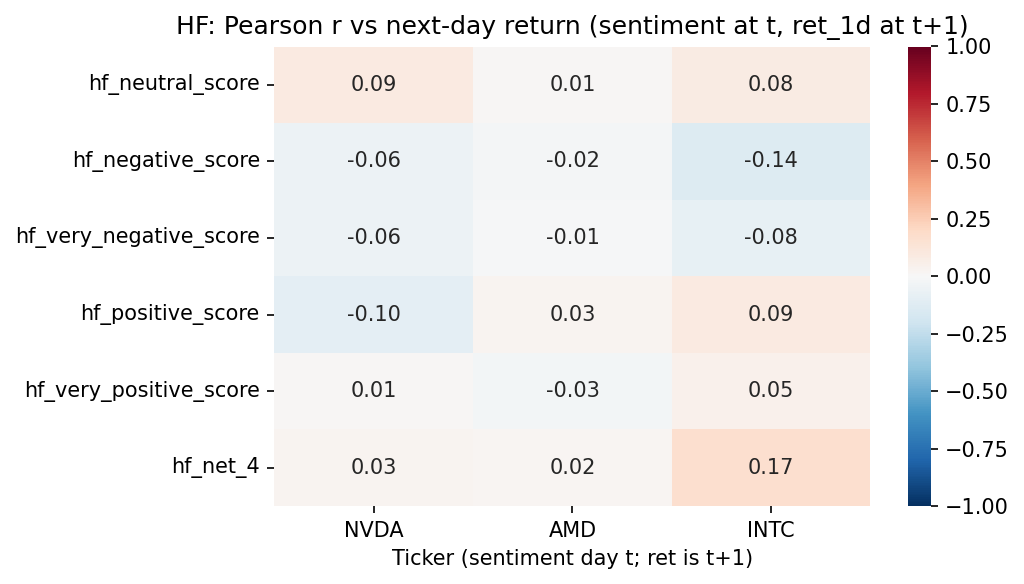 HF: Pearson r vs next-day return (sentiment at t, ret_1d at t+1)
hf_neutral_score 0.09 0.01 0.08
hf_negative_score -0.06 -0.02 -0.14
hf_very_negative_score -0.06 -0.01 -0.08
hf_positive_score -0.10 0.03 0.09
hf_very_positive_score 0.01 -0.03 0.05
hf_net_4 0.03 0.02 0.17
NVDA AMD INTC
Ticker (sentiment day t; ret is t+1)
1.00
0.75
0.50
0.25
0.00
−0.25
−0.50
−0.75
−1.00